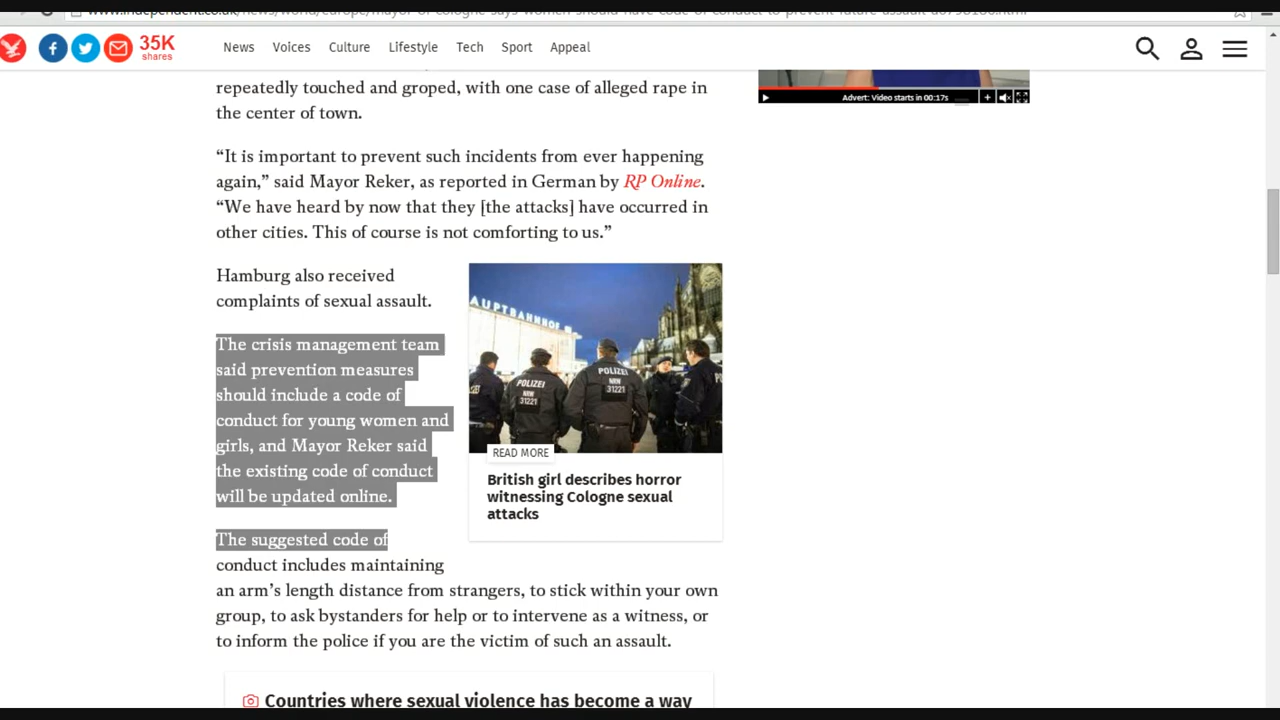 35K
shares
News
Voices
Culture
Lifestyle
Tech
Sport
Appeal
repeatedly touched and groped, with one case of alleged rape in
the center of town.
Advert: Video starts in 00:17s
“It is important to prevent such incidents from ever happening
again,” said Mayor Reker, as reported in German by RP Online.
“We have heard by now that they [the attacks] have occurred in
other cities. This of course is not comforting to us.”
Hamburg also received
complaints of sexual assault.
The crisis management team
said prevention measures
should include a code of
conduct for young women and
girls, and Mayor Reker said
the existing code of conduct
will be updated online.
The suggested code of
conduct includes maintaining
an arm’s length distance from strangers, to stick within your own
group, to ask bystanders for help or to intervene as a witness, or
to inform the police if you are the victim of such an assault.
AUPTBAHNHOF
POLIZEI
NRW
31221
POLIZEI
NRW
31221
READ MORE
British girl describes horror
witnessing Cologne sexual
attacks
Countries where sexual violence has become a way